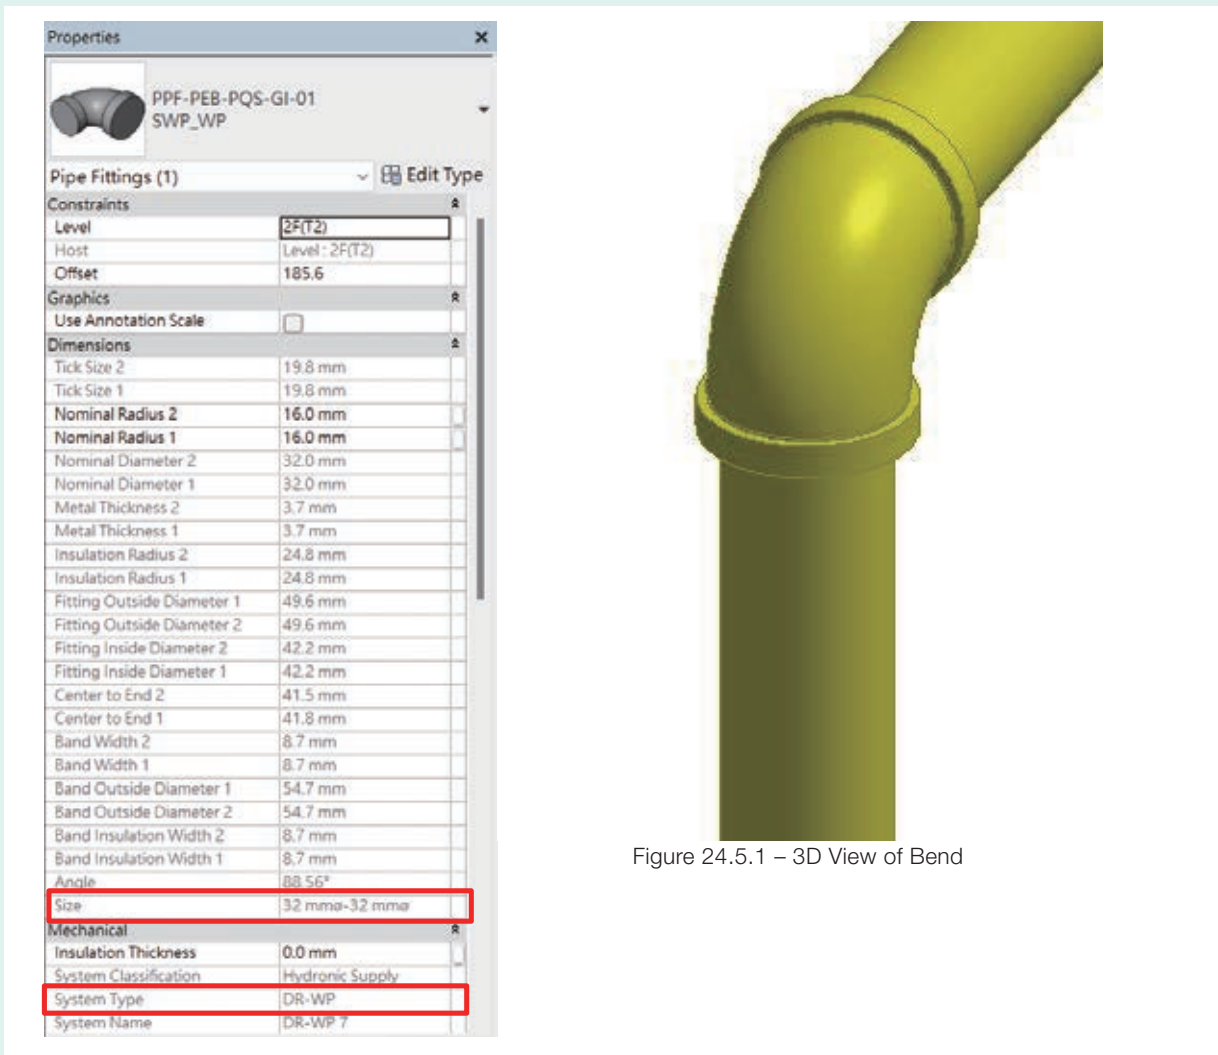 Properties
PPF-PEB-PQS-GI-01
SWP_WP
Pipe Fittings (1) Edit Type
Constraints
Level 2F(T2)
Host Level : 2F(T2)
Offset 185.6
Graphics
Use Annotation Scale
Dimensions
Tick Size 2 19.8 mm
Tick Size 1 19.8 mm
Nominal Radius 2 16.0 mm
Nominal Radius 1 16.0 mm
Nominal Diameter 2 32.0 mm
Nominal Diameter 1 32.0 mm
Metal Thickness 2 3.7 mm
Metal Thickness 1 3.7 mm
Insulation Radius 2 24.8 mm
Insulation Radius 1 24.8 mm
Fitting Outside Diameter 1 49.6 mm
Fitting Outside Diameter 2 49.6 mm
Fitting Inside Diameter 2 42.2 mm
Fitting Inside Diameter 1 42.2 mm
Center to End 2 41.5 mm
Center to End 1 41.8 mm
Band Width 2 8.7 mm
Band Width 1 8.7 mm
Band Outside Diameter 1 54.7 mm
Band Outside Diameter 2 54.7 mm
Band Insulation Width 2 8.7 mm
Band Insulation Width 1 8.7 mm
Angle 88.56°
Size 32 mmø-32 mmø
Mechanical
Insulation Thickness 0.0 mm
System Classification Hydronic Supply
System Type DR-WP
System Name DR-WP 7
Figure 24.5.1 – 3D View of Bend